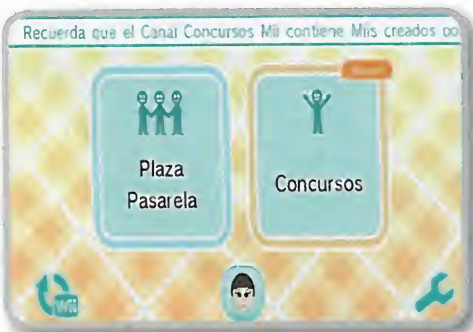 Recuerda que el Canal Concursos Mii contiene Miis creados po
Plaza
Pasarela
Concursos
Wii